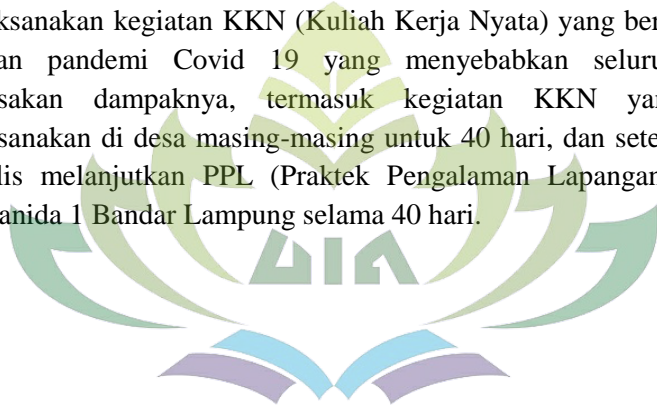 ksanakan kegiatan KKN (Kuliah Kerja Nyata) yang ber
an pandemi Covid 19 yang menyebabkan seluru
sakan dampaknya, termasuk kegiatan KKN yan
sanakan di desa masing-masing untuk 40 hari, dan sete
lis melanjutkan PPL (Praktek Pengalaman Lapangan
anida 1 Bandar Lampung selama 40 hari.
UIN